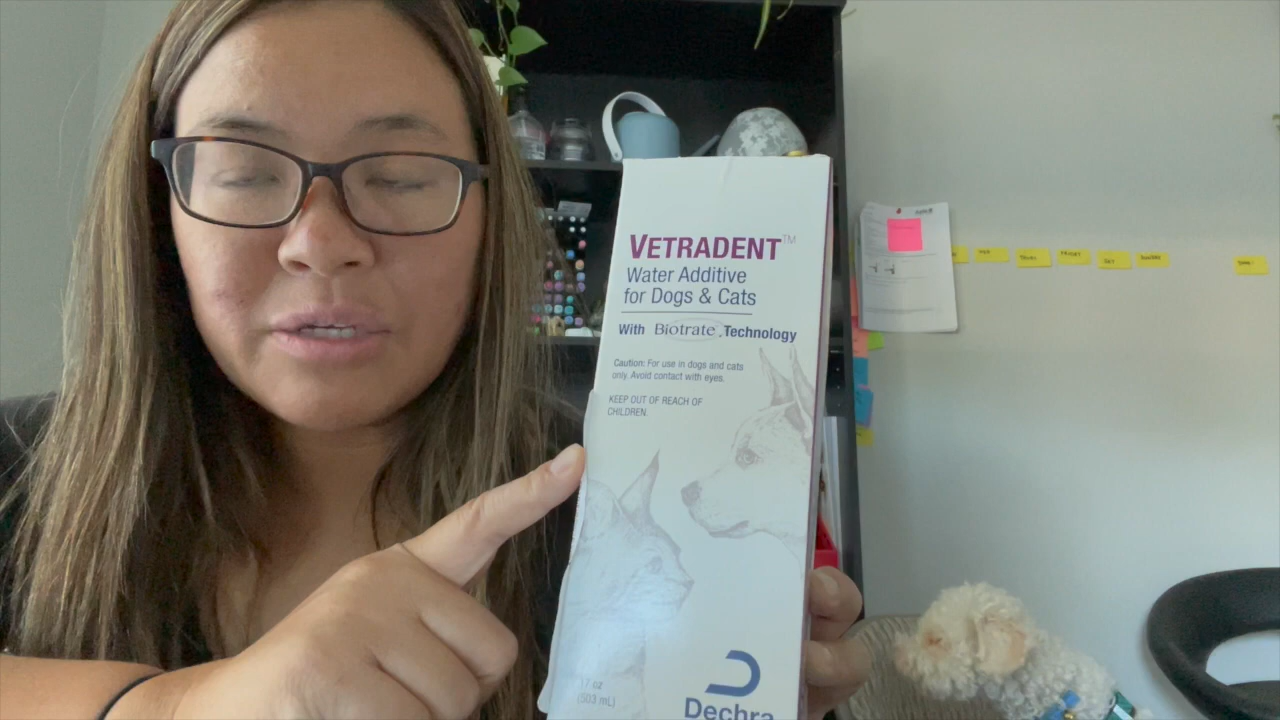 VETRADENT™
Water Additive
for Dogs & Cats
With Biotrate Technology
Caution: For use in dogs and cats
only. Avoid contact with eyes.
KEEP OUT OF REACH OF
CHILDREN.
17 oz
(503 mL)
Dechra